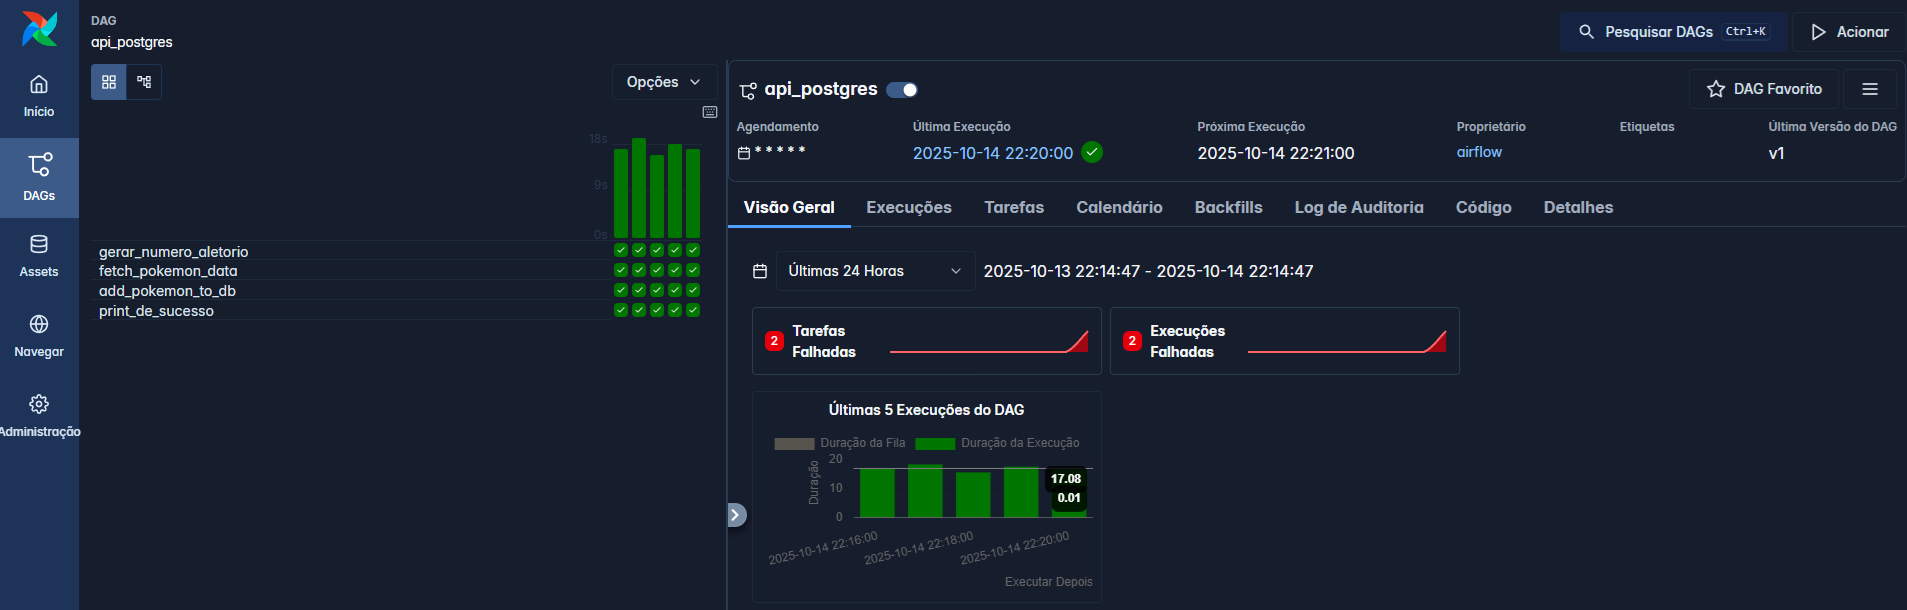 DAG
api_postgres
Pesquisar DAGs Ctrl+K
Acionar
Início
DAGs
Assets
Navegar
Administração
Opções
18s
9s
0s
gerar_numero_aletorio
fetch_pokemon_data
add_pokemon_to_db
print_de_sucesso
api_postgres
DAG Favorito
Agendamento
* * * * *
Última Execução
2025-10-14 22:20:00
Próxima Execução
2025-10-14 22:21:00
Proprietário
airflow
Etiquetas
Última Versão do DAG
v1
Visão Geral
Execuções
Tarefas
Calendário
Backfills
Log de Auditoria
Código
Detalhes
Últimas 24 Horas
2025-10-13 22:14:47 - 2025-10-14 22:14:47
2
Tarefas
Falhadas
2
Execuções
Falhadas
Últimas 5 Execuções do DAG
Duração da Fila
Duração da Execução
Duração
20
10
0
17.08
0.01
2025-10-14 22:16:00
2025-10-14 22:18:00
2025-10-14 22:20:00
Executar Depois